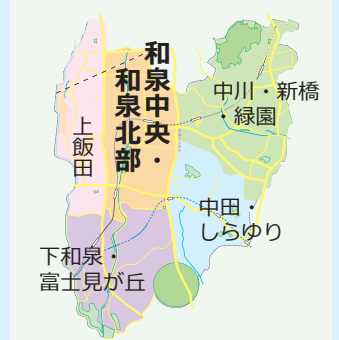 和泉中央・
和泉北部
中川・新橋
・緑園
上飯田
中田・
しらゆり
下和泉・
富士見が丘